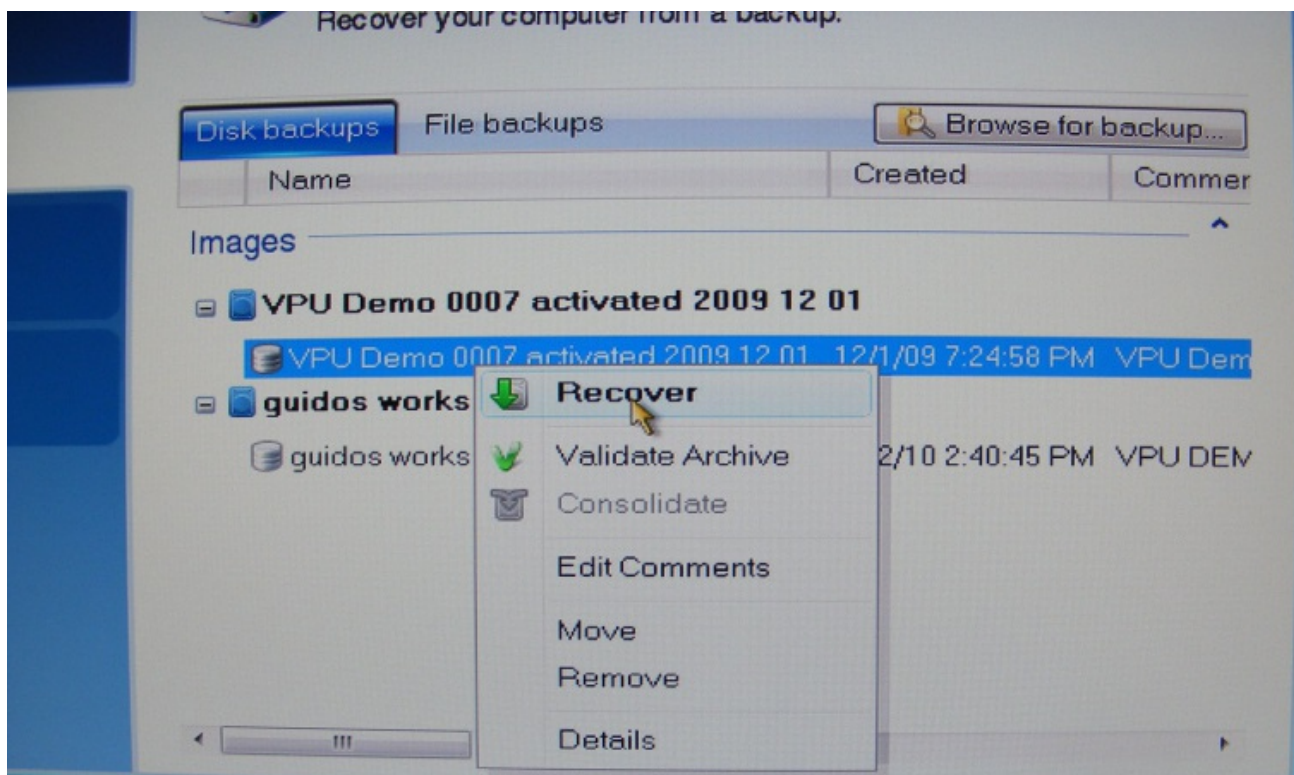 Recover your computer from a backup.
Disk backups File backups Browse for backup...
Name Created Commen
Images
VPU Demo 0007 activated 2009 12 01
VPU Demo 0007 activated 2009 12 01 12/1/09 7:24:58 PM VPU Dem
guidos works
guidos works 2/10 2:40:45 PM VPU DEM
Recover
Validate Archive
Consolidate
Edit Comments
Move
Remove
Details